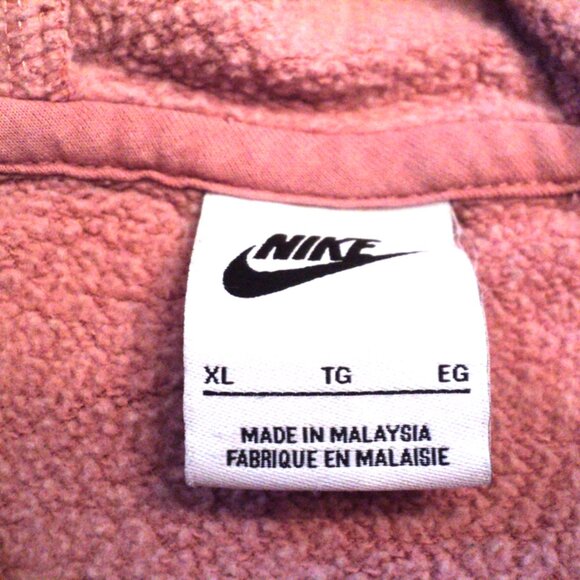 NIKE
XL TG EG
MADE IN MALAYSIA
FABRIQUE EN MALAISIE